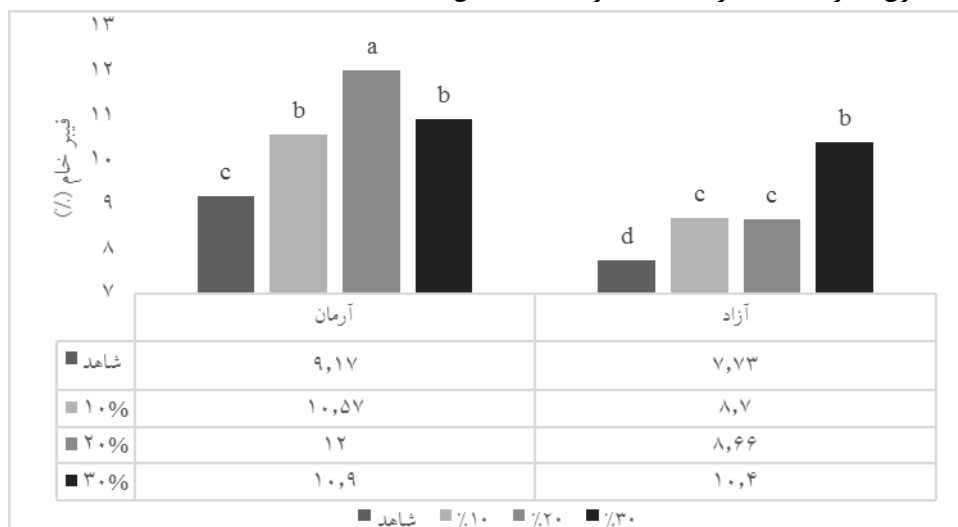 ۱۳
۱۲
۱۱
۱۰
۹
۸
۷
فیبر خام (٪)
c
b
a
b
d
c
c
b
آرمان
آزاد
شاهد ۹,۱۷ ۷,۷۳
۱۰% ۱۰,۵۷ ۸,۷
۲۰% ۱۲ ۸,۶۶
۳۰% ۱۰,۹ ۱۰,۴
شاهد ٪۱۰ ٪۲۰ ٪۳۰